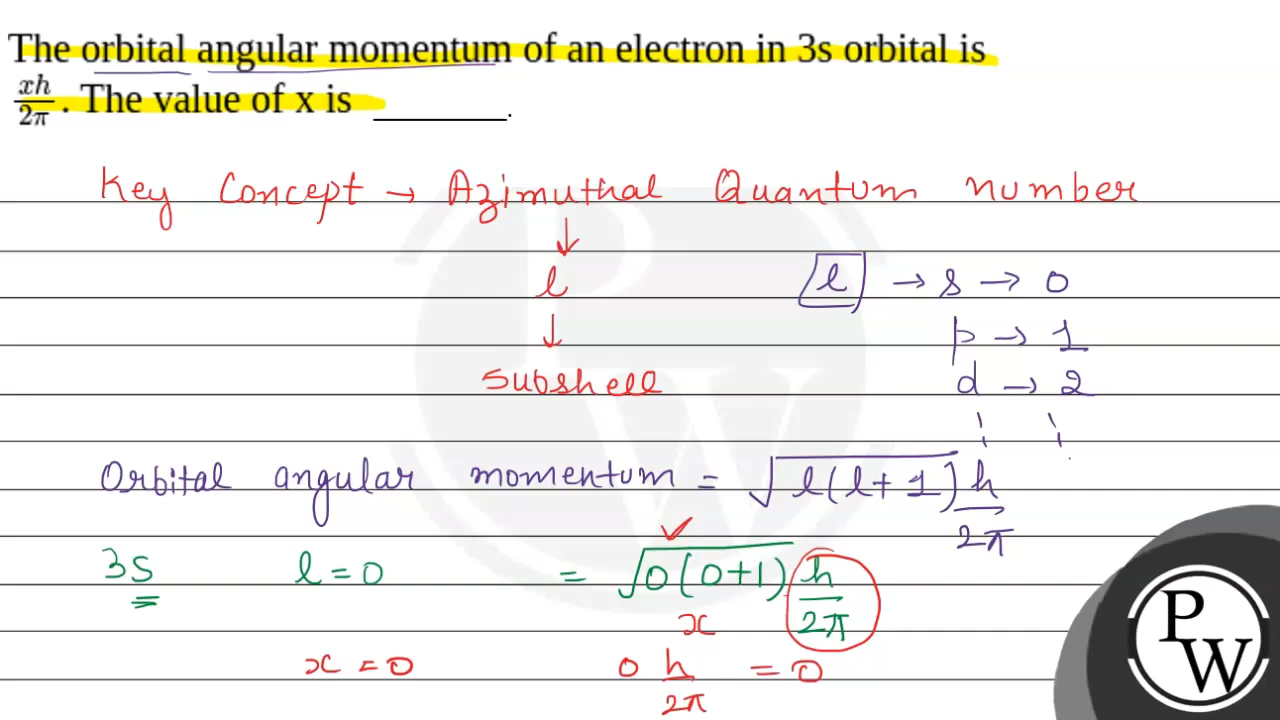 The orbital angular momentum of an electron in 3s orbital is
xh/2π. The value of x is ________.
Key Concept → Azimuthal Quantum number
↓
l l → s → 0
↓ p → 1
Subshell d → 2
⋮ ⋮
Orbital angular momentum = √l(l+1) h/2π
3s l = 0 = √0(0+1) h/2π
x
x = 0 0 h/2π = 0
PW
PW